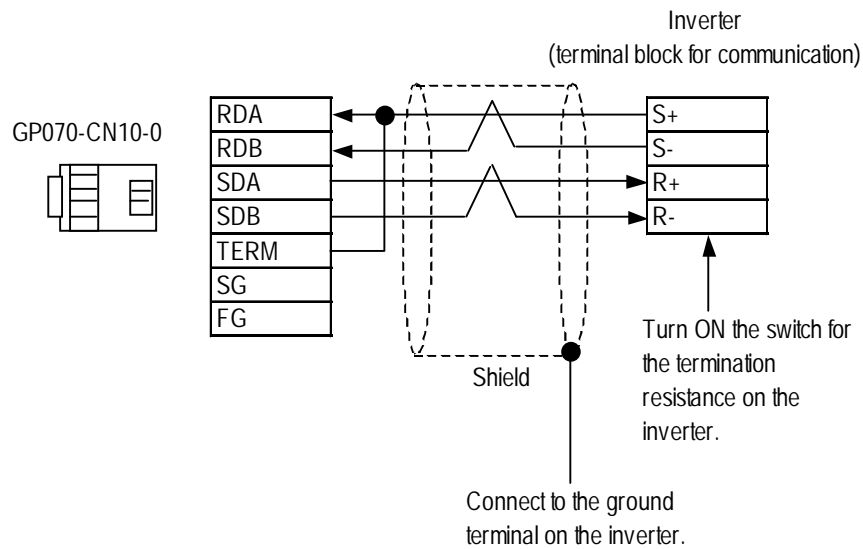 Inverter
(terminal block for communication)
GP070-CN10-0
RDA
RDB
SDA
SDB
TERM
SG
FG
S+
S-
R+
R-
Shield
Turn ON the switch for
the termination
resistance on the
inverter.
Connect to the ground
terminal on the inverter.